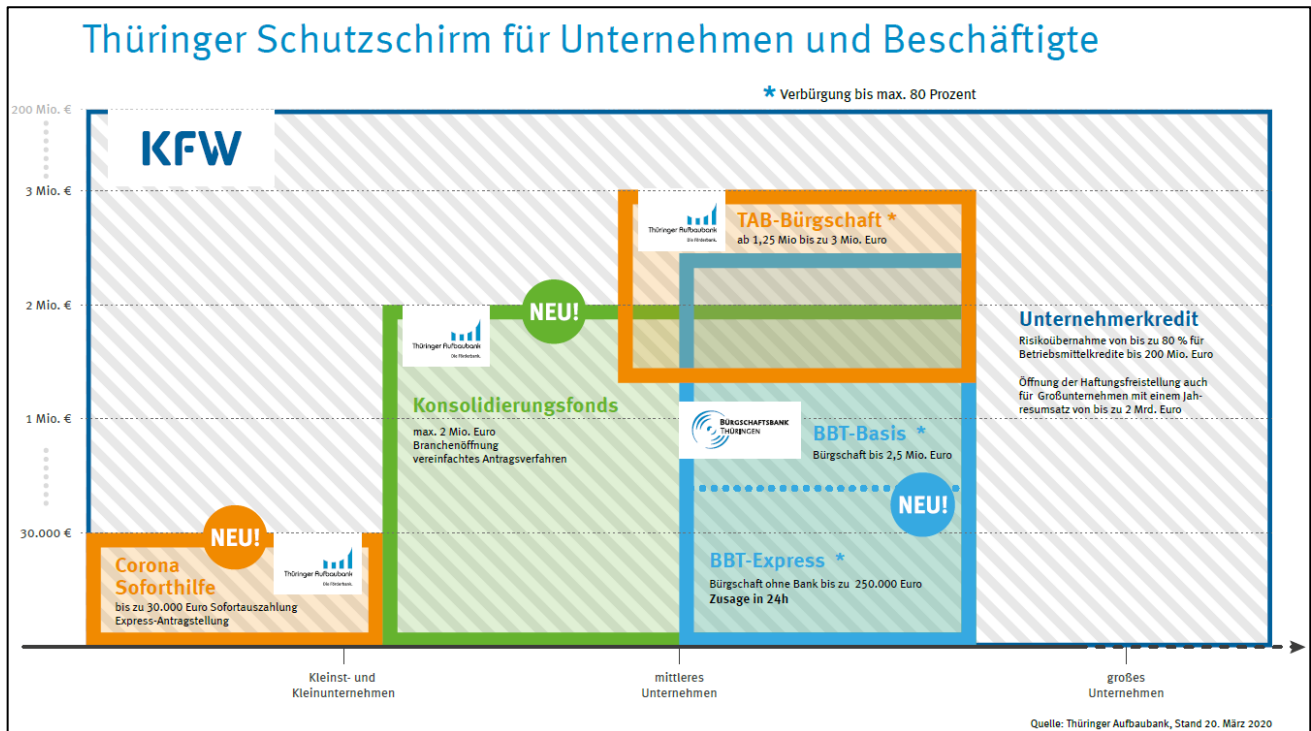 Thüringer Schutzschirm für Unternehmen und Beschäftigte
* Verbürgung bis max. 80 Prozent
200 Mio. €
KFW
3 Mio. €
Thüringer Aufbaubank
Die Förderbank.
TAB-Bürgschaft *
ab 1,25 Mio bis zu 3 Mio. Euro
2 Mio. €
NEU!
Thüringer Aufbaubank
Die Förderbank.
Unternehmerkredit
Risikoübernahme von bis zu 80 % für
Betriebsmittelkredite bis 200 Mio. Euro
Öffnung der Haftungsfreistellung auch
für Großunternehmen mit einem Jah-
resumsatz von bis zu 2 Mrd. Euro
Konsolidierungsfonds
max. 2 Mio. Euro
Branchenöffnung
vereinfachtes Antragsverfahren
1 Mio. €
BÜRGSCHAFTSBANK
THÜRINGEN
BBT-Basis *
Bürgschaft bis 2,5 Mio. Euro
NEU!
30.000 €
NEU!
Corona
Soforthilfe
bis zu 30.000 Euro Sofortauszahlung
Express-Antragstellung
Thüringer Aufbaubank
Die Förderbank.
BBT-Express *
Bürgschaft ohne Bank bis zu 250.000 Euro
Zusage in 24h
Kleinst- und
Kleinunternehmen
mittleres
Unternehmen
großes
Unternehmen
Quelle: Thüringer Aufbaubank, Stand 20. März 2020